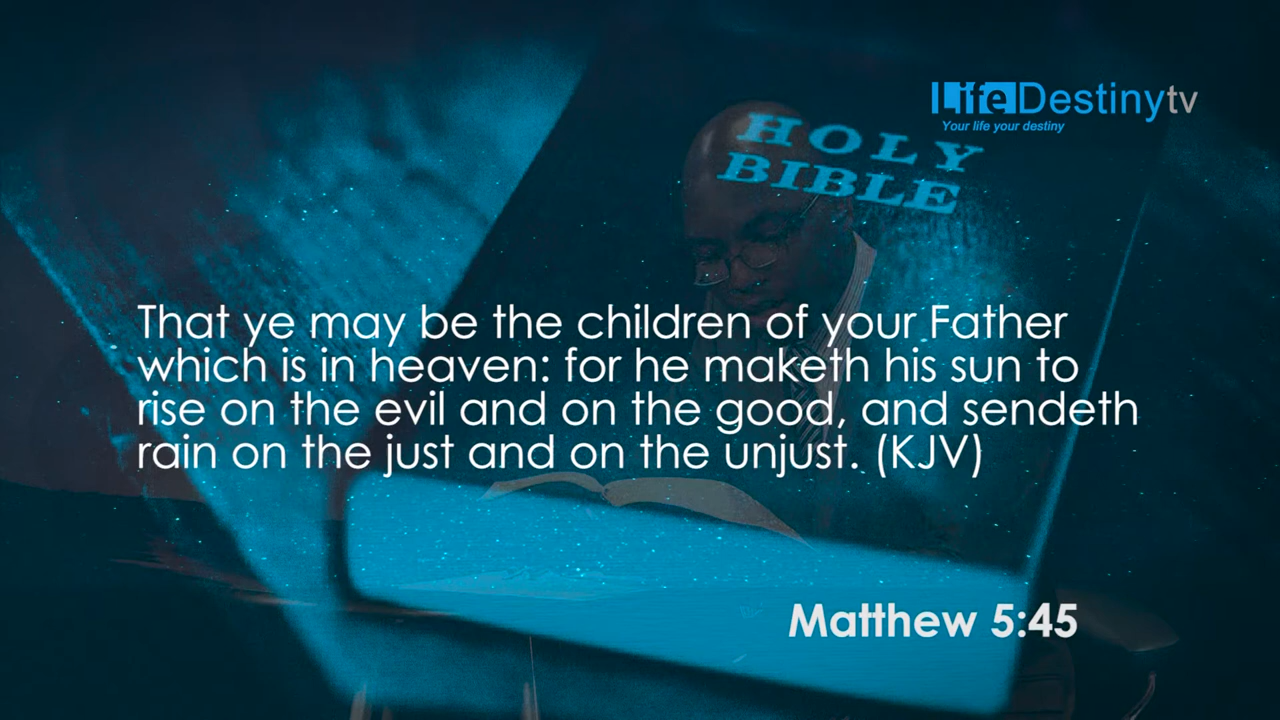 LifeDestinytv
Your life your destiny
HOLY
BIBLE
That ye may be the children of your Father
which is in heaven: for he maketh his sun to
rise on the evil and on the good, and sendeth
rain on the just and on the unjust. (KJV)
Matthew 5:45